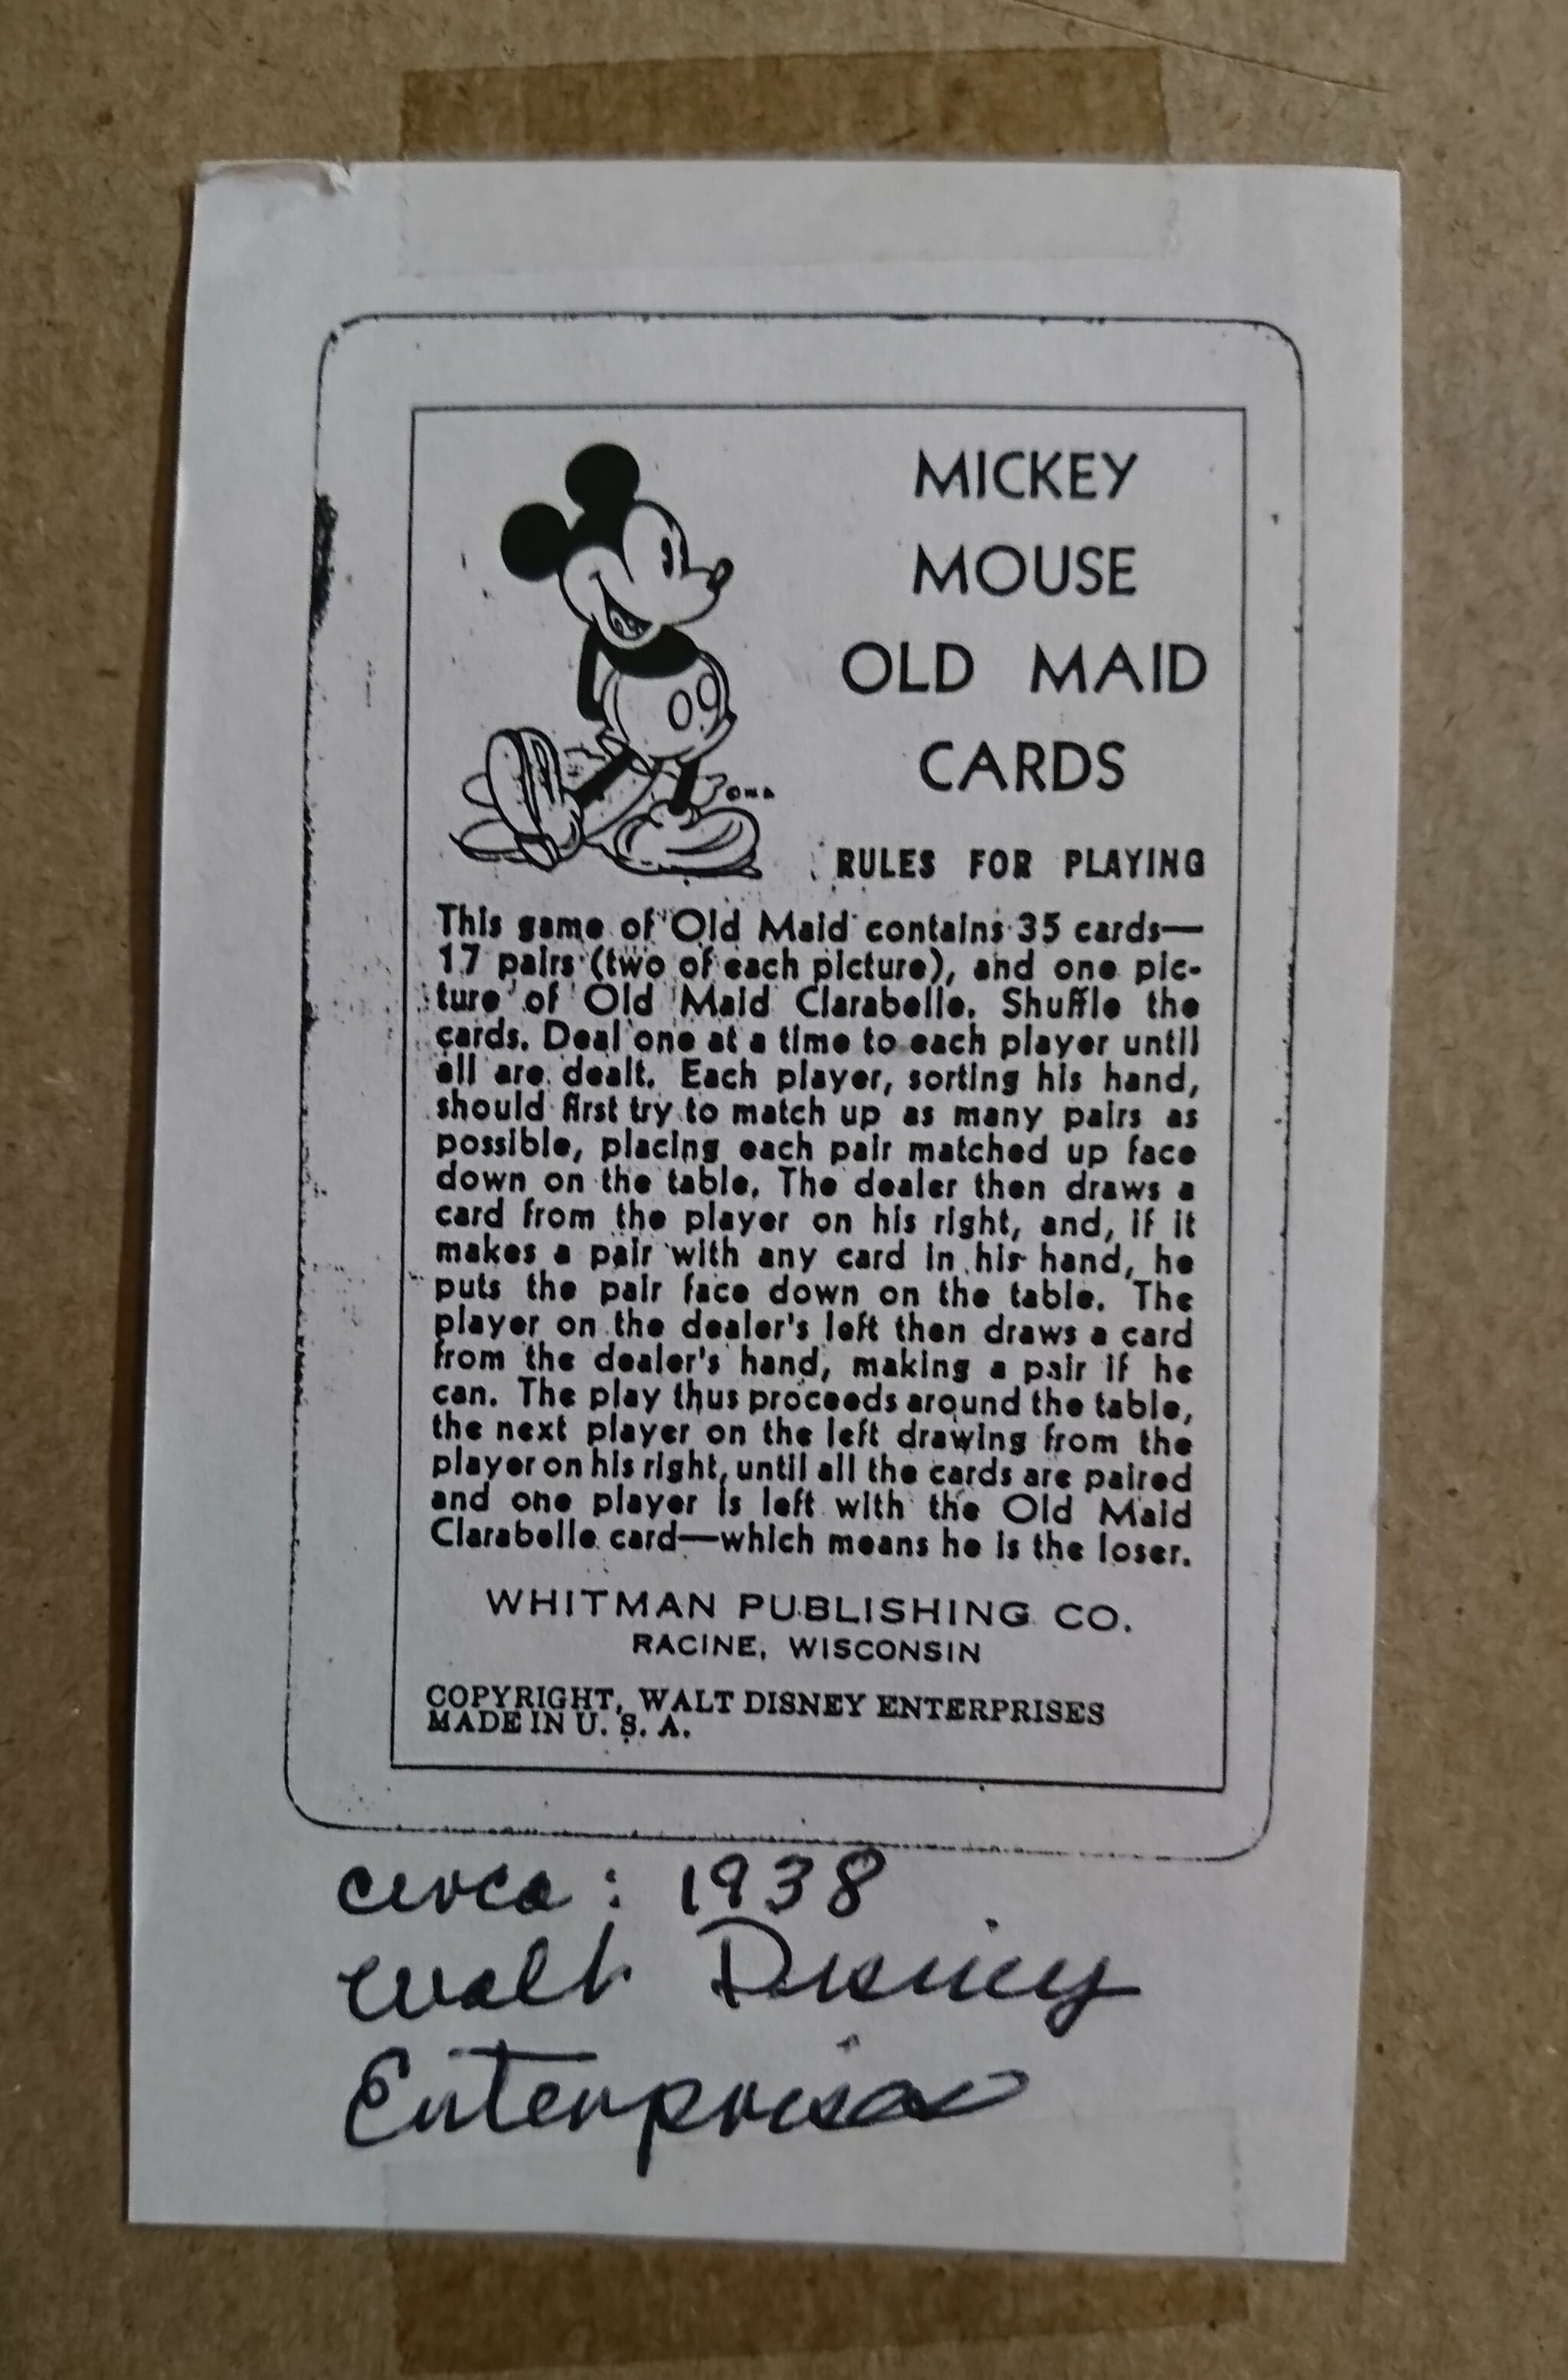 MICKEY
MOUSE
OLD MAID
CARDS
RULES FOR PLAYING
This game of Old Maid contains 35 cards—
17 pairs (two of each picture), and one pic-
ture of Old Maid Clarabelle. Shuffle the
cards. Deal one at a time to each player until
all are dealt. Each player, sorting his hand,
should first try to match up as many pairs as
possible, placing each pair matched up face
down on the table. The dealer then draws a
card from the player on his right, and, if it
makes a pair with any card in his hand, he
puts the pair face down on the table. The
player on the dealer's left then draws a card
from the dealer's hand, making a pair if he
can. The play thus proceeds around the table,
the next player on the left drawing from the
player on his right, until all the cards are paired
and one player is left with the Old Maid
Clarabelle card—which means he is the loser.
WHITMAN PUBLISHING CO.
RACINE, WISCONSIN
COPYRIGHT, WALT DISNEY ENTERPRISES
MADE IN U. S. A.
circa : 1938
Walt Disney
Enterprises